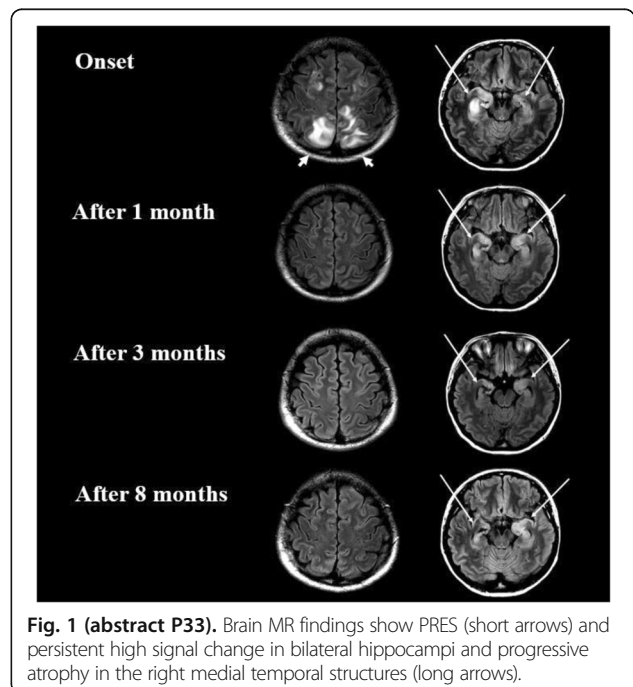 Onset
After 1 month
After 3 months
After 8 months
Fig. 1 (abstract P33). Brain MR findings show PRES (short arrows) and
persistent high signal change in bilateral hippocampi and progressive
atrophy in the right medial temporal structures (long arrows).